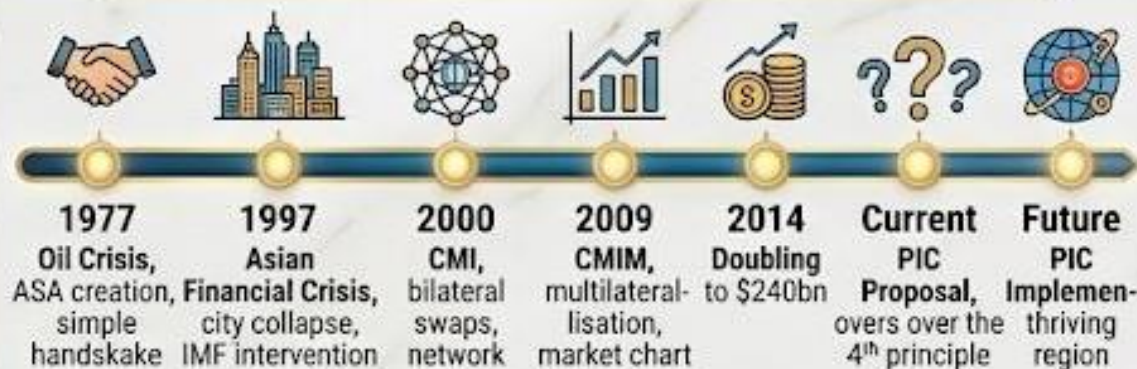 1977
Oil Crisis,
ASA creation,
simple
handskake
1997
Asian
Financial Crisis,
city collapse,
IMF intervention
2000
CMI,
bilateral
swaps,
network
2009
CMIM,
multilateral-
lisation,
market chart
2014
Doubling
to $240bn
Current
PIC
Proposal,
overs over the
4th principle
Future
PIC
Implemen-
thriving
region